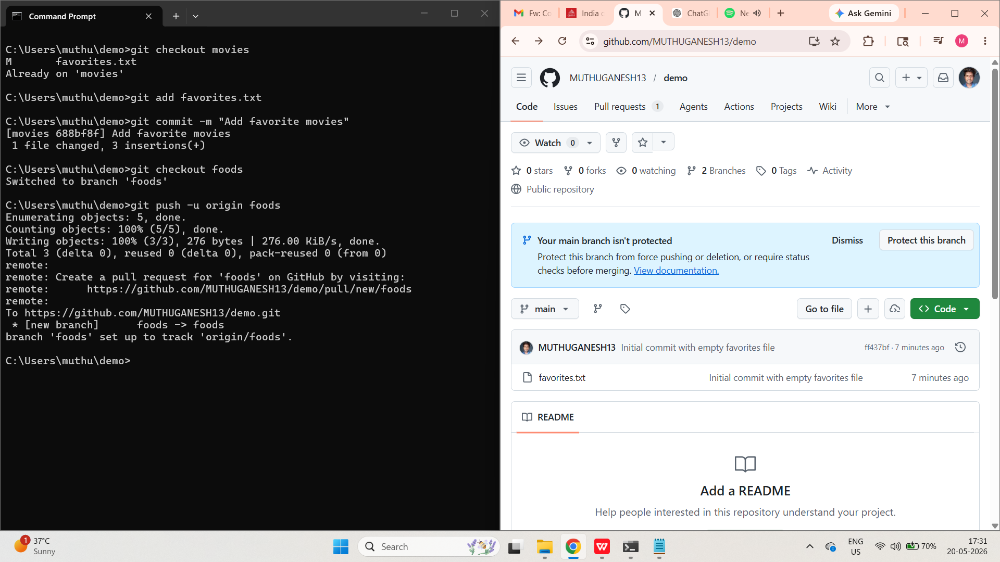 Command Prompt
C:\Users\muthu\demo>git checkout movies
M       favorites.txt
Already on 'movies'
C:\Users\muthu\demo>git add favorites.txt
C:\Users\muthu\demo>git commit -m "Add favorite movies"
[movies 688bf8f] Add favorite movies
 1 file changed, 3 insertions(+)
C:\Users\muthu\demo>git checkout foods
Switched to branch 'foods'
C:\Users\muthu\demo>git push -u origin foods
Enumerating objects: 5, done.
Counting objects: 100% (5/5), done.
Writing objects: 100% (3/3), 276 bytes | 276.00 KiB/s, done.
Total 3 (delta 0), reused 0 (delta 0), pack-reused 0 (from 0)
remote:
remote: Create a pull request for 'foods' on GitHub by visiting:
remote:      https://github.com/MUTHUGANESH13/demo/pull/new/foods
remote:
To https://github.com/MUTHUGANESH13/demo.git
 * [new branch]      foods -> foods
branch 'foods' set up to track 'origin/foods'.
C:\Users\muthu\demo>
Fw: Co
India c
M
ChatG
Ne
Ask Gemini
github.com/MUTHUGANESH13/demo
M
MUTHUGANESH13 / demo
Code Issues Pull requests 1 Agents Actions Projects Wiki More
Watch 0
0 stars 0 forks 0 watching 2 Branches 0 Tags Activity
Public repository
Your main branch isn't protected
Dismiss
Protect this branch
Protect this branch from force pushing or deletion, or require status
checks before merging. View documentation.
main
Go to file
Code
MUTHUGANESH13 Initial commit with empty favorites file ff437bf · 7 minutes ago
favorites.txt Initial commit with empty favorites file 7 minutes ago
README
Add a README
Help people interested in this repository understand your project.
1
37°C
Sunny
Search
ENG
US
70%
17:31
20-05-2026